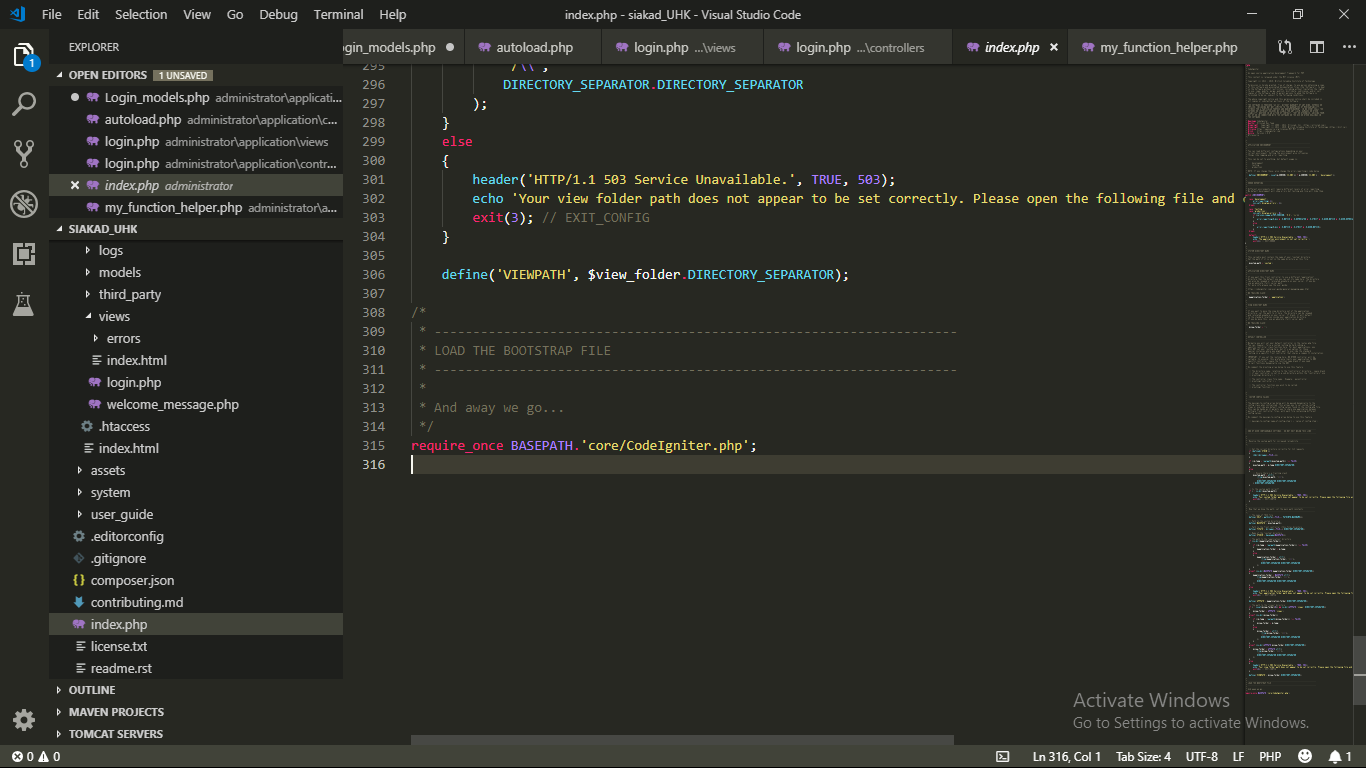 File Edit Selection View Go Debug Terminal Help
index.php - siakad_UHK - Visual Studio Code
1
EXPLORER
OPEN EDITORS 1 UNSAVED
Login_models.php administrator\applicati...
autoload.php administrator\application\c...
login.php administrator\application\views
login.php administrator\application\contr...
index.php administrator
my_function_helper.php administrator\a...
SIAKAD_UHK
logs
models
third_party
views
errors
index.html
login.php
welcome_message.php
.htaccess
index.html
assets
system
user_guide
.editorconfig
.gitignore
composer.json
contributing.md
index.php
license.txt
readme.rst
OUTLINE
MAVEN PROJECTS
TOMCAT SERVERS
gin_models.php
autoload.php
login.php ...\views
login.php ...\controllers
index.php
my_function_helper.php
295 '/\\',
296 DIRECTORY_SEPARATOR.DIRECTORY_SEPARATOR
297 );
298 }
299 else
300 {
301 header('HTTP/1.1 503 Service Unavailable.', TRUE, 503);
302 echo 'Your view folder path does not appear to be set correctly. Please open the following file and c
303 exit(3); // EXIT_CONFIG
304 }
305
306 define('VIEWPATH', $view_folder.DIRECTORY_SEPARATOR);
307
308 /*
309 * --------------------------------------------------------------------
310 * LOAD THE BOOTSTRAP FILE
311 * --------------------------------------------------------------------
312 *
313 * And away we go...
314 */
315 require_once BASEPATH.'core/CodeIgniter.php';
316
Activate Windows
Go to Settings to activate Windows.
0 0
Ln 316, Col 1 Tab Size: 4 UTF-8 LF PHP 1